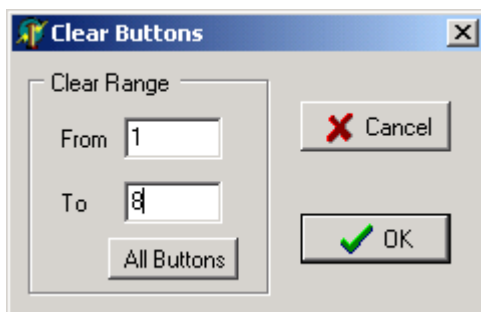 Clear Buttons
Clear Range
From 1
To 8
All Buttons
Cancel
OK